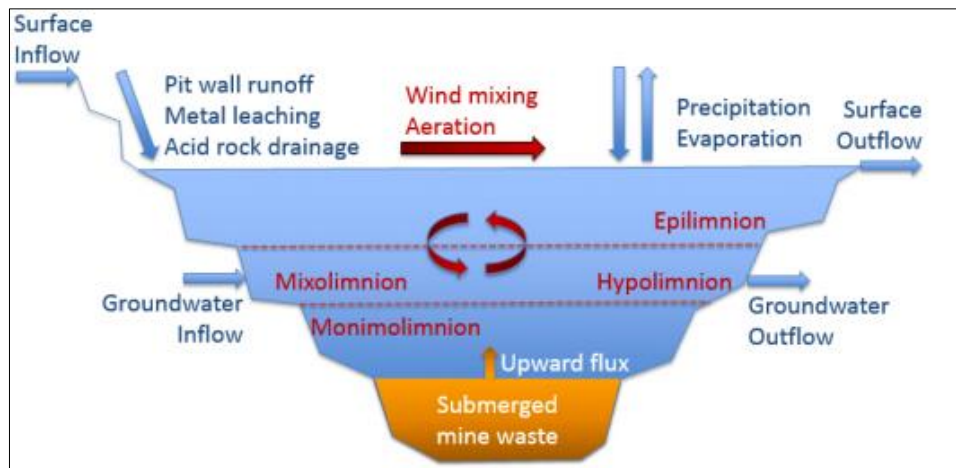 Surface
Inflow
Pit wall runoff
Metal leaching
Acid rock drainage
Wind mixing
Aeration
Precipitation
Evaporation
Surface
Outflow
Epilimnion
Mixolimnion
Hypolimnion
Groundwater
Inflow
Groundwater
Outflow
Monimolimnion
Upward flux
Submerged
mine waste